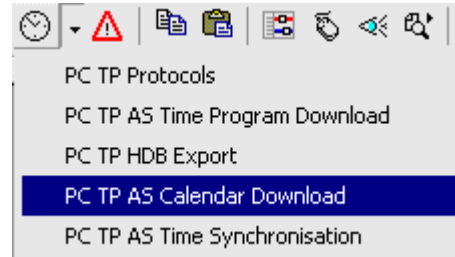 PC TP Protocols
PC TP AS Time Program Download
PC TP HDB Export
PC TP AS Calendar Download
PC TP AS Time Synchronisation